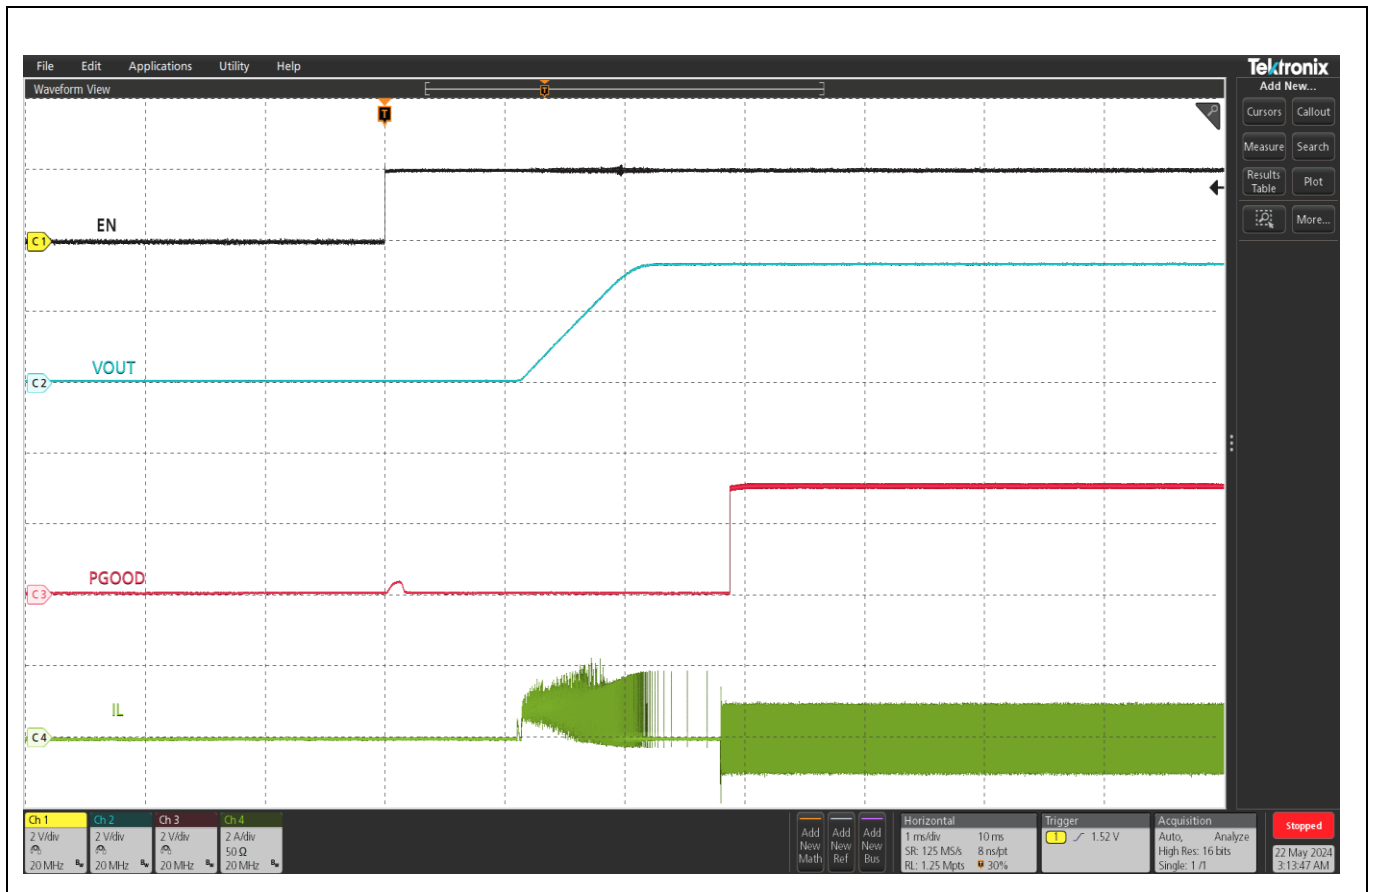 File Edit Applications Utility Help
Tektronix
Waveform View
Add New...
Cursors Callout
Measure Search
Results Table Plot
More...
T
T
EN
C1
VOUT
C2
PGOOD
C3
IL
C4
Ch 1
2 V/div
20 MHz Bw
Ch 2
2 V/div
20 MHz Bw
Ch 3
2 V/div
20 MHz Bw
Ch 4
2 A/div
50 Ω
20 MHz Bw
Add New Math
Add New Ref
Add New Bus
Horizontal
1 ms/div 10 ms
SR: 125 MS/s 8 ns/pt
RL: 1.25 Mpts 30%
Trigger
1 1.52 V
Acquisition
Auto, Analyze
High Res: 16 bits
Single: 1 /1
Stopped
22 May 2024
3:13:47 AM